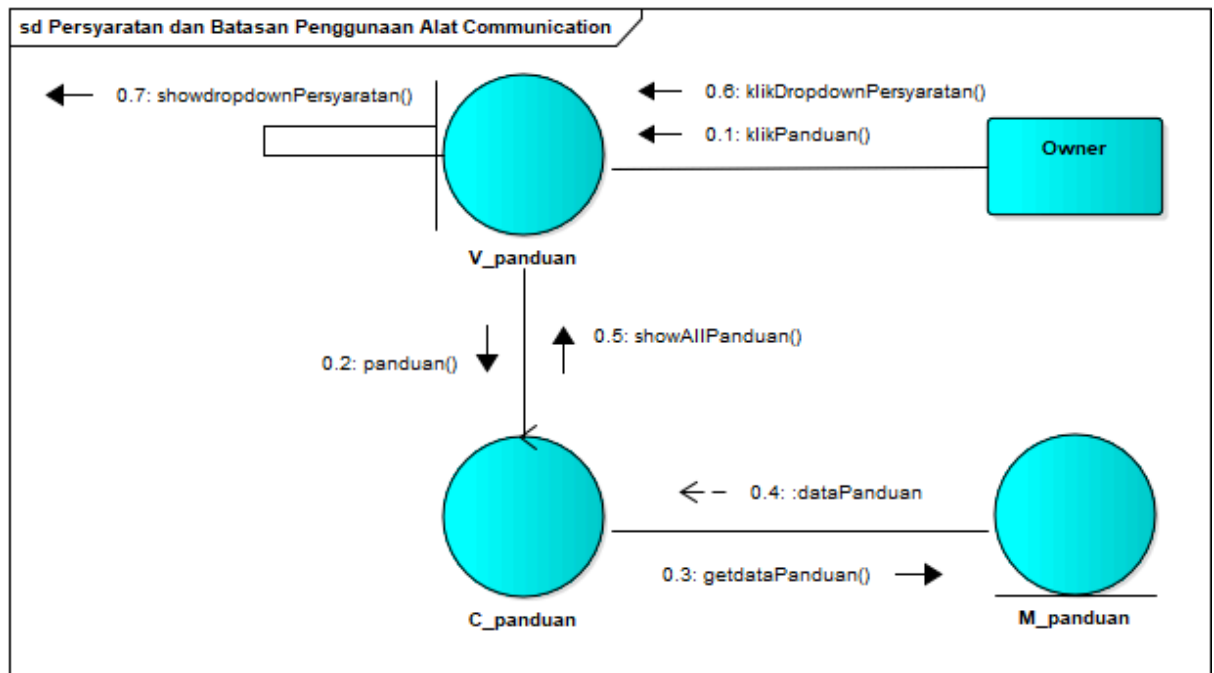 sd Persyaratan dan Batasan Penggunaan Alat Communication
0.7: showdropdownPersyaratan()
0.6: klikDropdownPersyaratan()
0.1: klikPanduan()
Owner
V_panduan
0.5: showAllPanduan()
0.2: panduan()
0.4: :dataPanduan
0.3: getdataPanduan()
C_panduan
M_panduan